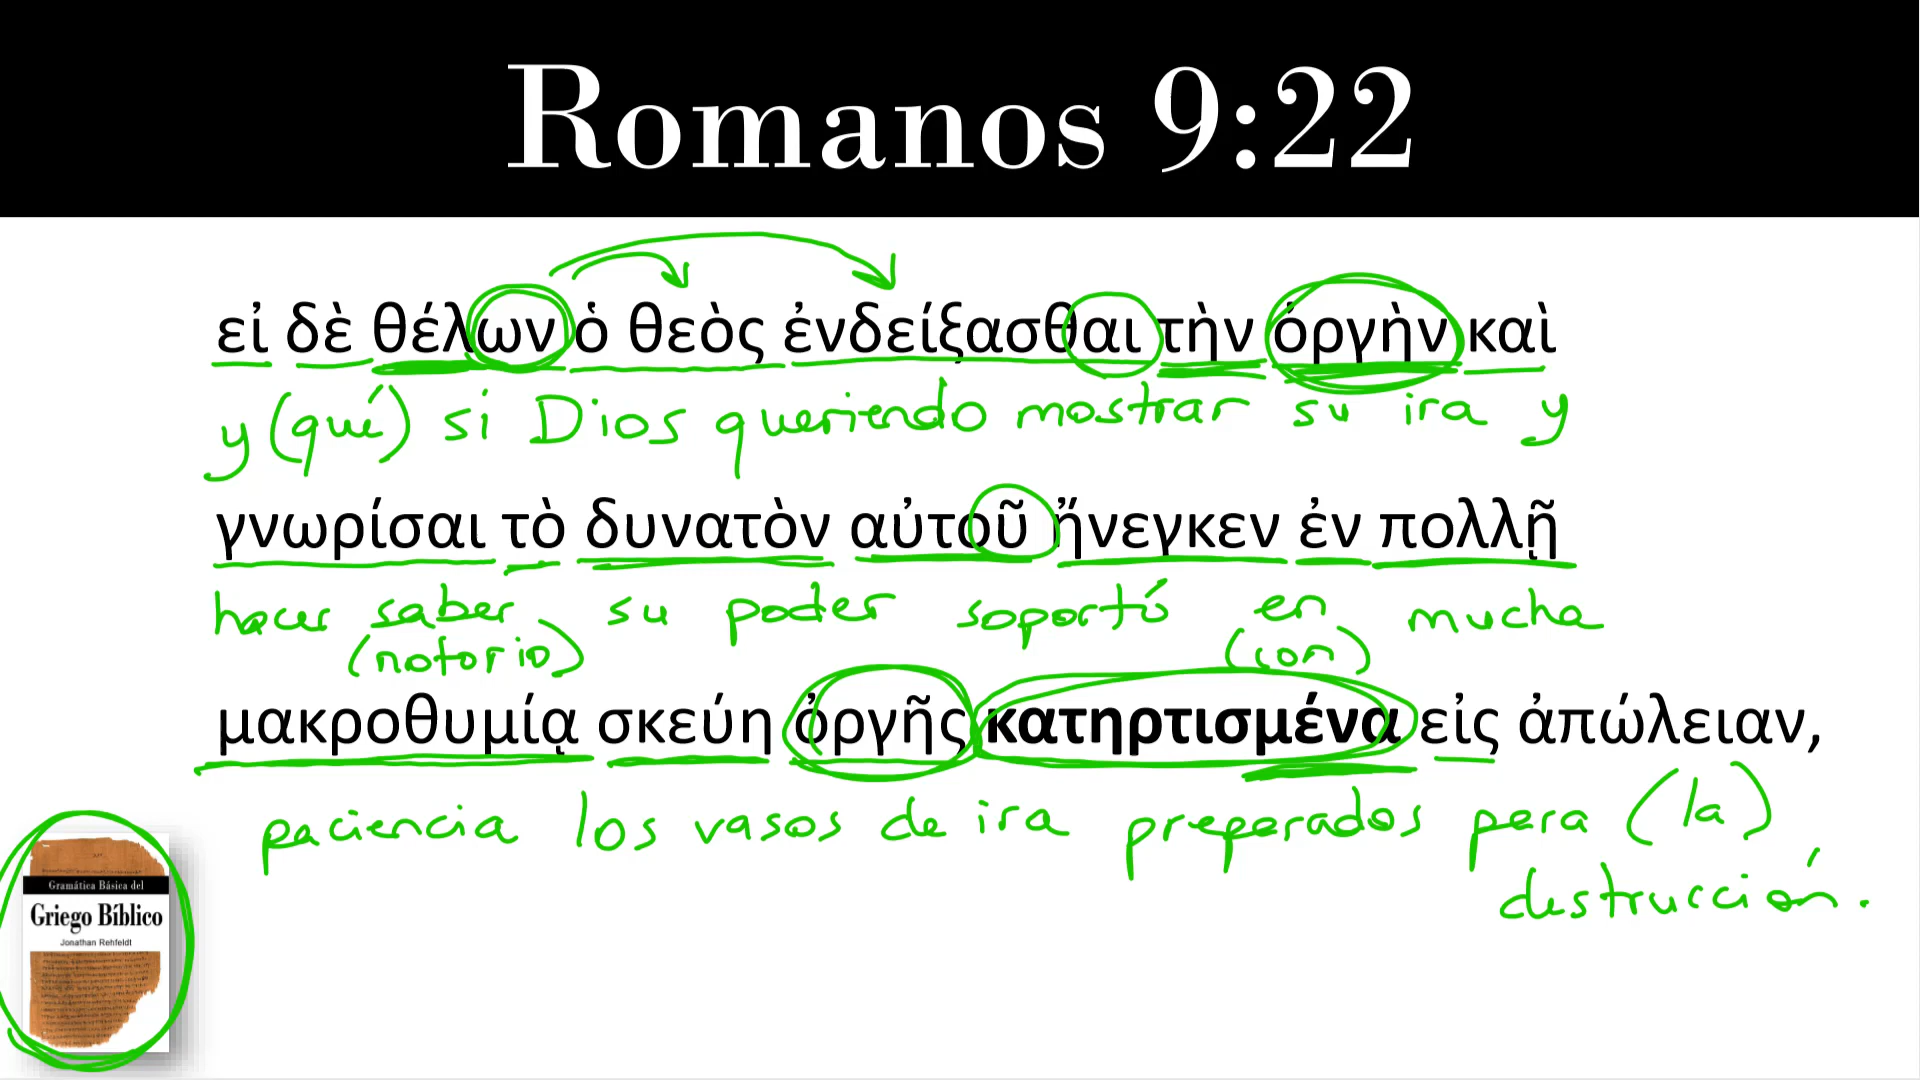 Romanos 9:22
εἰ δὲ θέλων ὁ θεὸς ἐνδείξασθαι τὴν ὀργὴν καὶ
y (qué) si Dios queriendo mostrar su ira y
γνωρίσαι τὸ δυνατὸν αὐτοῦ ἤνεγκεν ἐν πολλῇ
hacer saber su poder soportó en mucha
(notorio) (con)
μακροθυμίᾳ σκεύη ὀργῆς κατηρτισμένα εἰς ἀπώλειαν,
paciencia los vasos de ira preparados para (la)
destrucción.
Gramática Básica del
Griego Bíblico
Jonathan Rehfeldt